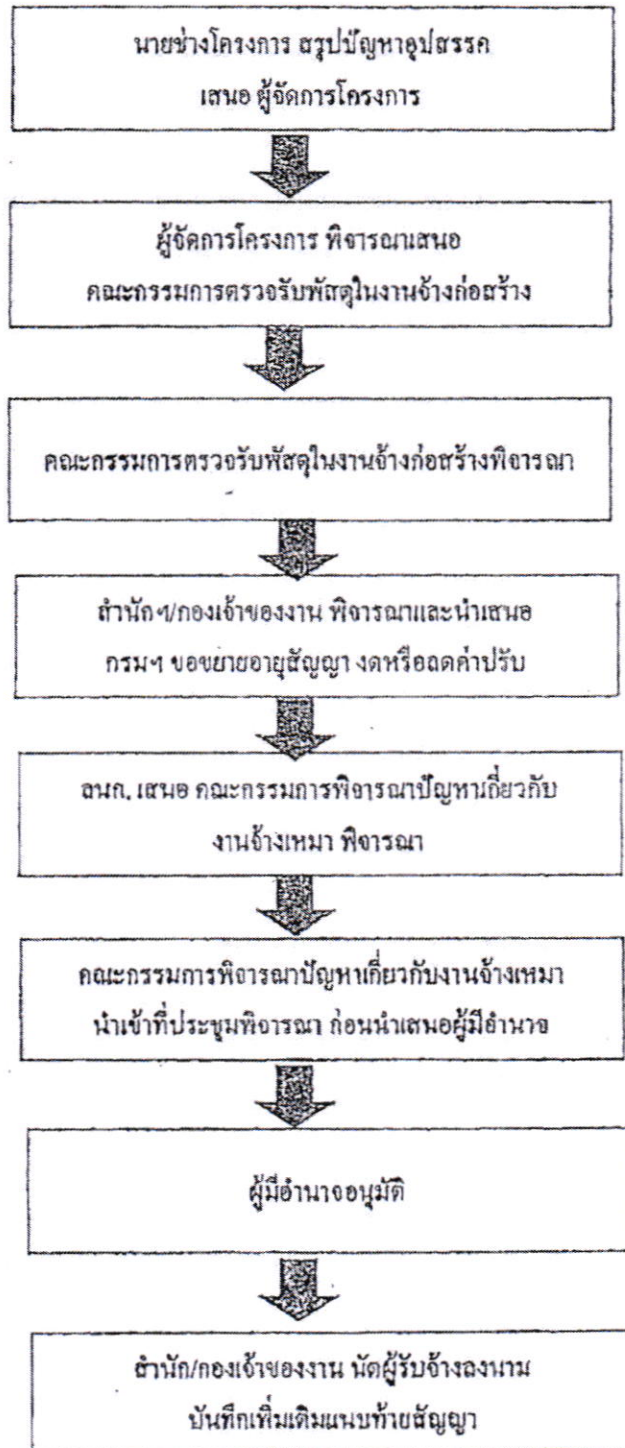 นายช่างโครงการ สรุปปัญหาอุปสรรค
เสนอ ผู้จัดการโครงการ
ผู้จัดการโครงการ พิจารณาเสนอ
คณะกรรมการตรวจรับพัสดุในงานจ้างก่อสร้าง
คณะกรรมการตรวจรับพัสดุในงานจ้างก่อสร้างพิจารณา
สำนักฯ/กองเจ้าของงาน พิจารณาและนำเสนอ
กรมฯ ขอขยายอายุสัญญา งดหรือลดค่าปรับ
ลนก. เสนอ คณะกรรมการพิจารณาปัญหาเกี่ยวกับ
งานจ้างเหมา พิจารณา
คณะกรรมการพิจารณาปัญหาเกี่ยวกับงานจ้างเหมา
นำเข้าที่ประชุมพิจารณา ก่อนนำเสนอผู้มีอำนาจ
ผู้มีอำนาจอนุมัติ
สำนัก/กองเจ้าของงาน นัดผู้รับจ้างลงนาม
บันทึกเพิ่มเติมแนบท้ายสัญญา